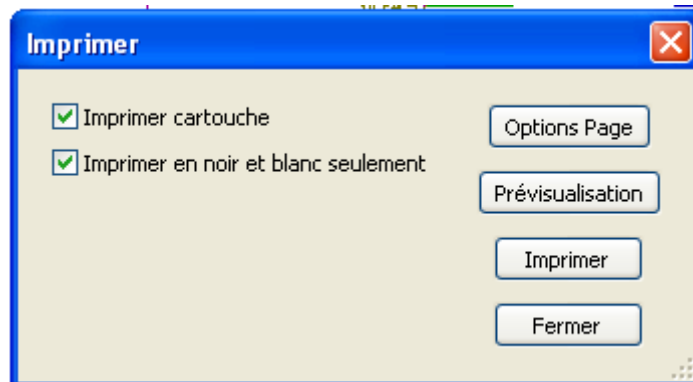 Imprimer
Imprimer cartouche
Options Page
Imprimer en noir et blanc seulement
Prévisualisation
Imprimer
Fermer